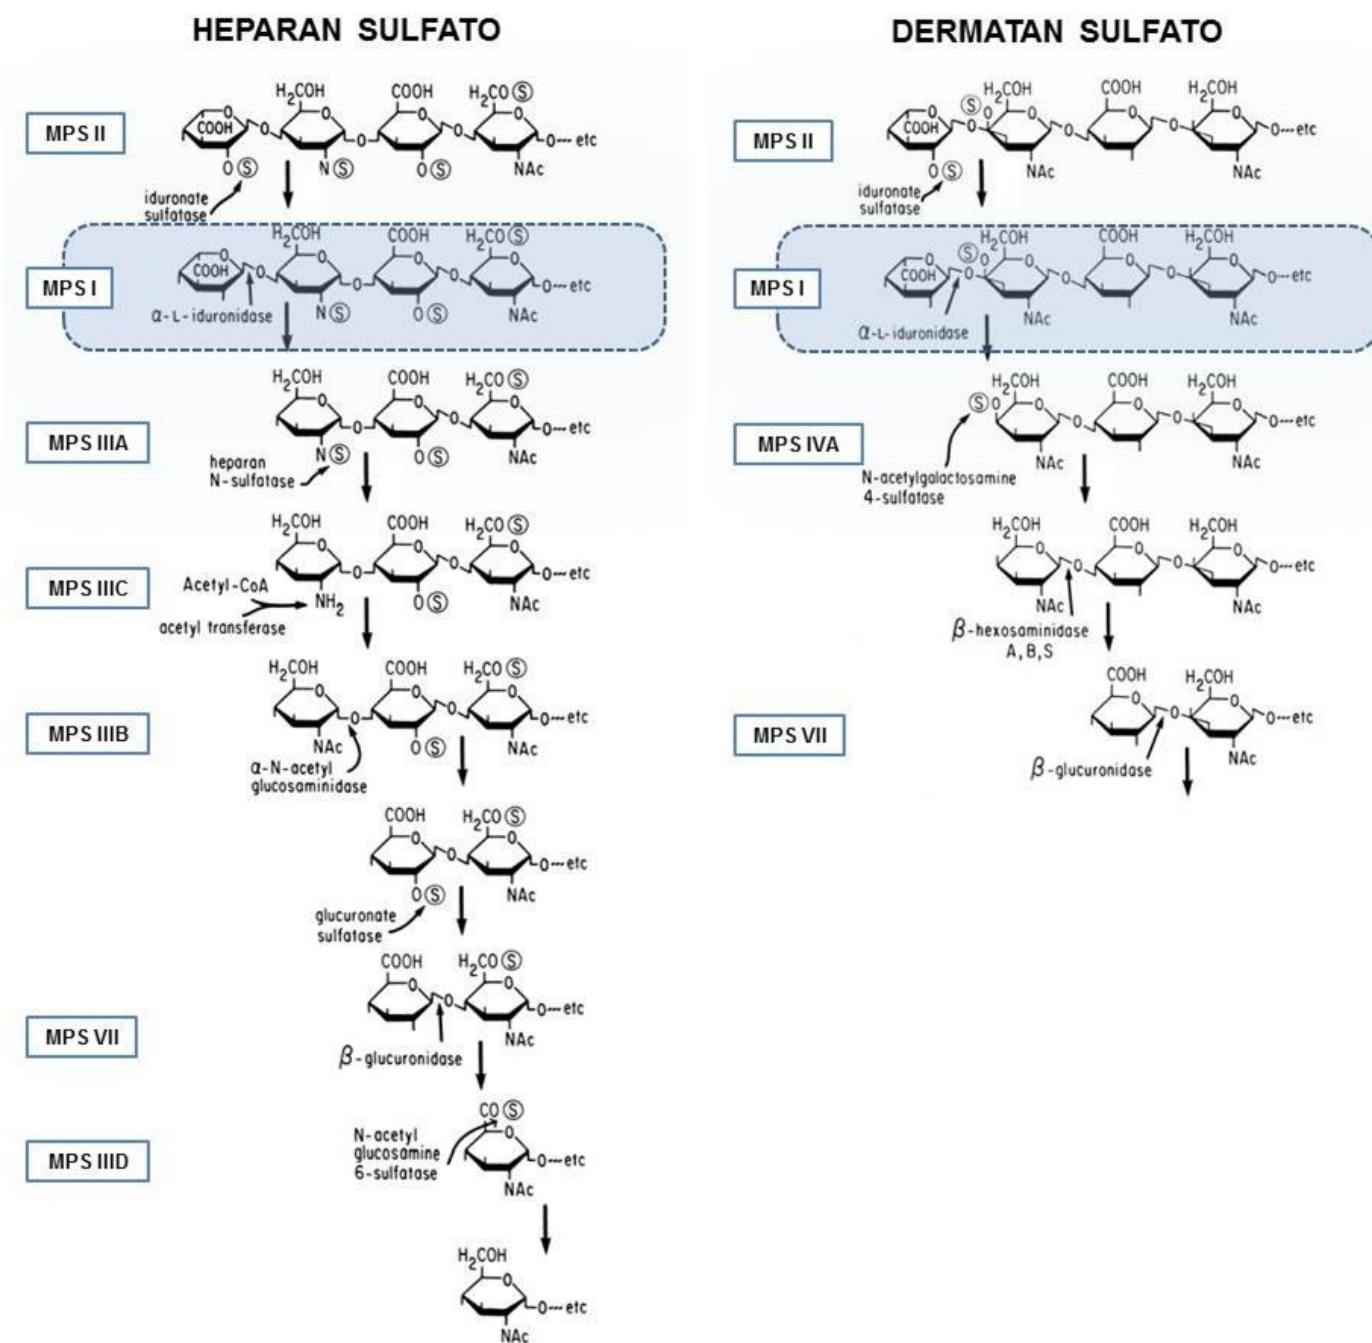 HEPARAN SULFATO
MPS II
H₂COH
COOH
H₂CO Ⓢ
COOH
O
O
O
O
O
O
O
O---etc
O Ⓢ
N Ⓢ
O Ⓢ
NAc
iduronate
sulfatase
MPS I
H₂COH
COOH
H₂CO Ⓢ
COOH
O
O
O
O
O
O
O
O---etc
N Ⓢ
O Ⓢ
NAc
α-L-iduronidase
MPS IIIA
H₂COH
COOH
H₂CO Ⓢ
O
O
O
O
O
O---etc
N Ⓢ
O Ⓢ
NAc
heparan
N-sulfatase
MPS IIIC
H₂COH
COOH
H₂CO Ⓢ
O
O
O
O
O
O---etc
Acetyl-CoA
NH₂
O Ⓢ
NAc
acetyl transferase
MPS IIIB
H₂COH
COOH
H₂CO Ⓢ
O
O
O
O
O
O---etc
NAc
O Ⓢ
NAc
α-N-acetyl
glucosaminidase
COOH
H₂CO Ⓢ
O
O
O
O---etc
O Ⓢ
NAc
glucuronate
sulfatase
MPS VII
COOH
H₂CO Ⓢ
O
O
O
O---etc
NAc
β-glucuronidase
MPS IIID
CO Ⓢ
O
O---etc
NAc
N-acetyl
glucosamine
6-sulfatase
H₂COH
O
O---etc
NAc
DERMATAN SULFATO
MPS II
Ⓢ
O
H₂COH
COOH
H₂COH
COOH
O
O
O
O
O
O
O
O---etc
O Ⓢ
NAc
NAc
iduronate
sulfatase
MPS I
Ⓢ
O
H₂COH
COOH
H₂COH
COOH
O
O
O
O
O
O
O
O---etc
NAc
NAc
α-L-iduronidase
MPS IVA
Ⓢ O
H₂COH
COOH
H₂COH
O
O
O
O
O
O---etc
NAc
NAc
N-acetylgalactosamine
4-sulfatase
H₂COH
COOH
H₂COH
O
O
O
O
O
O---etc
NAc
NAc
β-hexosaminidase
A, B, S
MPS VII
COOH
H₂COH
O
O
O
O---etc
NAc
β-glucuronidase